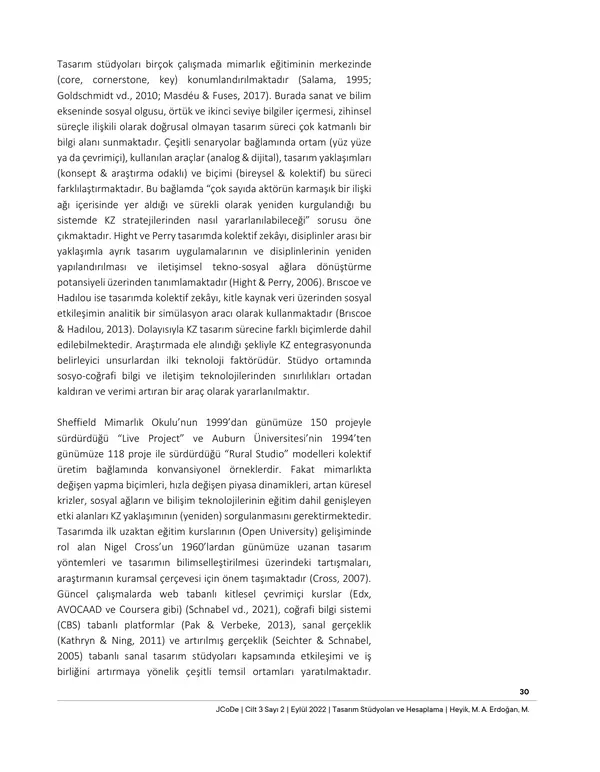 Tasarım stüdyoları birçok çalışmada mimarlık eğitiminin merkezinde
(core, cornerstone, key) konumlandırılmaktadır (Salama, 1995;
Goldschmidt vd., 2010; Masdéu & Fuses, 2017). Burada sanat ve bilim
ekseninde sosyal olgusu, örtük ve ikinci seviye bilgiler içermesi, zihinsel
süreçle ilişkili olarak doğrusal olmayan tasarım süreci çok katmanlı bir
bilgi alanı sunmaktadır. Çeşitli senaryolar bağlamında ortam (yüz yüze
ya da çevrimiçi), kullanılan araçlar (analog & dijital), tasarım yaklaşımları
(konsept & araştırma odaklı) ve biçimi (bireysel & kolektif) bu süreci
farklılaştırmaktadır. Bu bağlamda “çok sayıda aktörün karmaşık bir ilişki
ağı içerisinde yer aldığı ve sürekli olarak yeniden kurgulandığı bu
sistemde KZ stratejilerinden nasıl yararlanılabileceği” sorusu öne
çıkmaktadır. Hight ve Perry tasarımda kolektif zekâyı, disiplinler arası bir
yaklaşımla ayrık tasarım uygulamalarının ve disiplinlerinin yeniden
yapılandırılması ve iletişimsel tekno-sosyal ağlara dönüştürme
potansiyeli üzerinden tanımlamaktadır (Hight & Perry, 2006). Brıscoe ve
Hadılou ise tasarımda kolektif zekâyı, kitle kaynak veri üzerinden sosyal
etkileşimin analitik bir simülasyon aracı olarak kullanmaktadır (Brıscoe
& Hadılou, 2013). Dolayısıyla KZ tasarım sürecine farklı biçimlerde dahil
edilebilmektedir. Araştırmada ele alındığı şekliyle KZ entegrasyonunda
belirleyici unsurlardan ilki teknoloji faktörüdür. Stüdyo ortamında
sosyo-coğrafi bilgi ve iletişim teknolojilerinden sınırlılıkları ortadan
kaldıran ve verimi artıran bir araç olarak yararlanılmaktır.
Sheffield Mimarlık Okulu’nun 1999’dan günümüze 150 projeyle
sürdürdüğü “Live Project” ve Auburn Üniversitesi’nin 1994’ten
günümüze 118 proje ile sürdürdüğü “Rural Studio” modelleri kolektif
üretim bağlamında konvansiyonel örneklerdir. Fakat mimarlıkta
değişen yapma biçimleri, hızla değişen piyasa dinamikleri, artan küresel
krizler, sosyal ağların ve bilişim teknolojilerinin eğitim dahil genişleyen
etki alanları KZ yaklaşımının (yeniden) sorgulanmasını gerektirmektedir.
Tasarımda ilk uzaktan eğitim kurslarının (Open University) gelişiminde
rol alan Nigel Cross’un 1960’lardan günümüze uzanan tasarım
yöntemleri ve tasarımın bilimselleştirilmesi üzerindeki tartışmaları,
araştırmanın kuramsal çerçevesi için önem taşımaktadır (Cross, 2007).
Güncel çalışmalarda web tabanlı kitlesel çevrimiçi kurslar (Edx,
AVOCAAD ve Coursera gibi) (Schnabel vd., 2021), coğrafi bilgi sistemi
(CBS) tabanlı platformlar (Pak & Verbeke, 2013), sanal gerçeklik
(Kathryn & Ning, 2011) ve artırılmış gerçeklik (Seichter & Schnabel,
2005) tabanlı sanal tasarım stüdyoları kapsamında etkileşimi ve iş
birliğini artırmaya yönelik çeşitli temsil ortamları yaratılmaktadır.
30
JCoDe | Cilt 3 Sayı 2 | Eylül 2022 | Tasarım Stüdyoları ve Hesaplama | Heyik, M. A. Erdoğan, M.